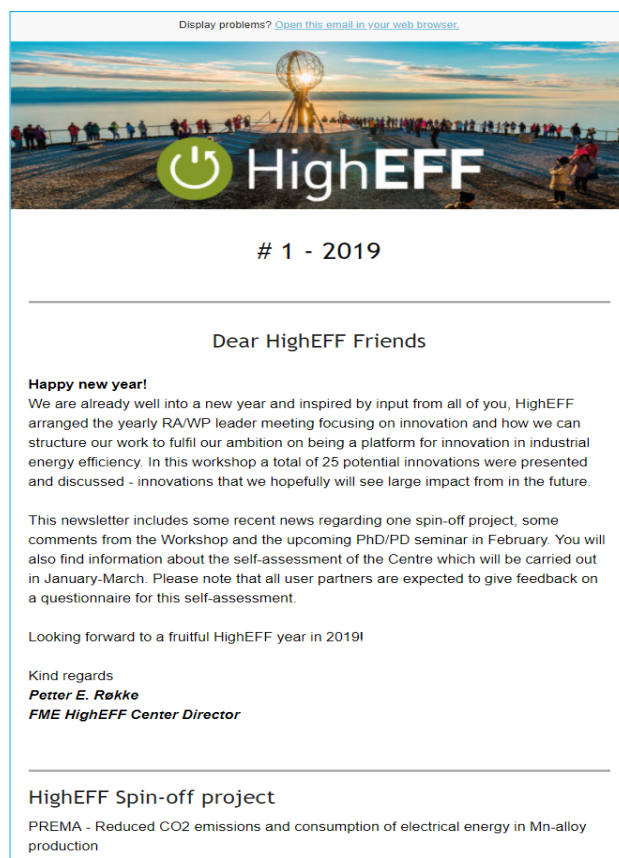 Display problems? Open this email in your web browser.
HighEFF
# 1 - 2019
Dear HighEFF Friends
Happy new year!
We are already well into a new year and inspired by input from all of you, HighEFF
arranged the yearly RA/WP leader meeting focusing on innovation and how we can
structure our work to fulfil our ambition on being a platform for innovation in industrial
energy efficiency. In this workshop a total of 25 potential innovations were presented
and discussed - innovations that we hopefully will see large impact from in the future.
This newsletter includes some recent news regarding one spin-off project, some
comments from the Workshop and the upcoming PhD/PD seminar in February. You will
also find information about the self-assessment of the Centre which will be carried out
in January-March. Please note that all user partners are expected to give feedback on
a questionnaire for this self-assessment.
Looking forward to a fruitful HighEFF year in 2019!
Kind regards
Petter E. Røkke
FME HighEFF Center Director
HighEFF Spin-off project
PREMA - Reduced CO2 emissions and consumption of electrical energy in Mn-alloy
production